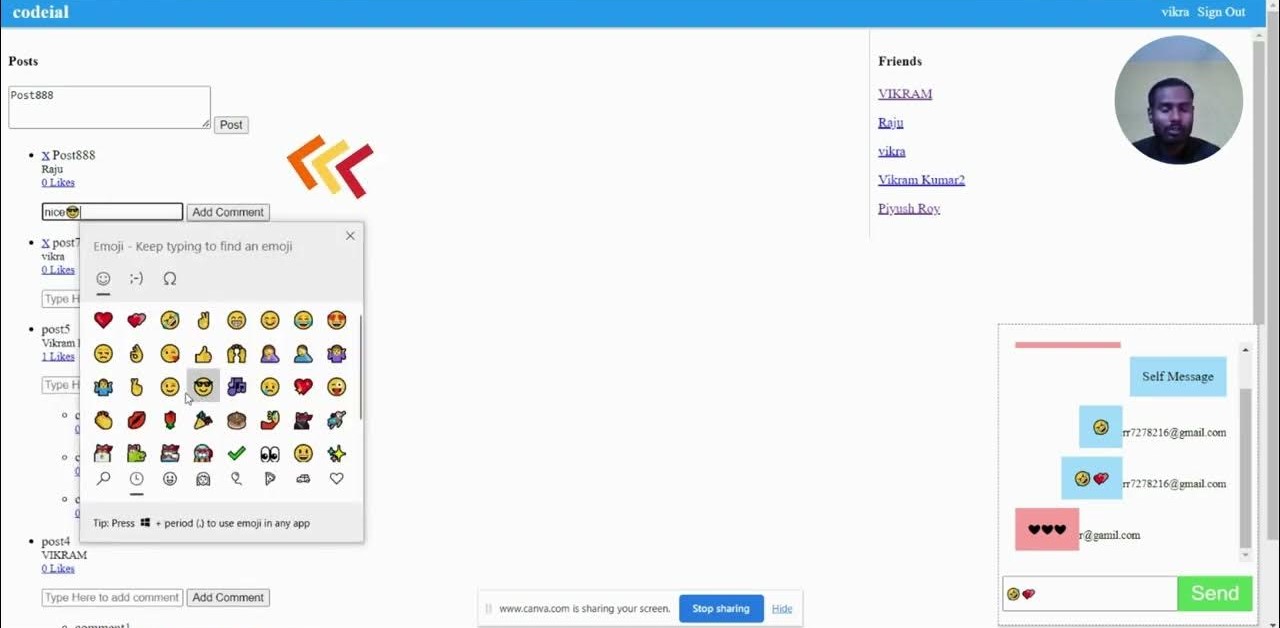 codeial
vikra Sign Out
Posts
Post888
Post
X Post888
Raju
0 Likes
nice😎
Add Comment
X post7
vikra
0 Likes
Type H
post5
Vikram
1 Likes
Type H
post4
VIKRAM
0 Likes
Type Here to add comment
Add Comment
comment1
Emoji - Keep typing to find an emoji
;-)
Ω
Tip: Press + period (.) to use emoji in any app
Friends
VIKRAM
Raju
vikra
Vikram Kumar2
Piyush Roy
Self Message
🤣 rr7278216@gmail.com
🤣💕 rr7278216@gmail.com
♥♥♥ r@gamil.com
🤣💕
Send
www.canva.com is sharing your screen.
Stop sharing
Hide